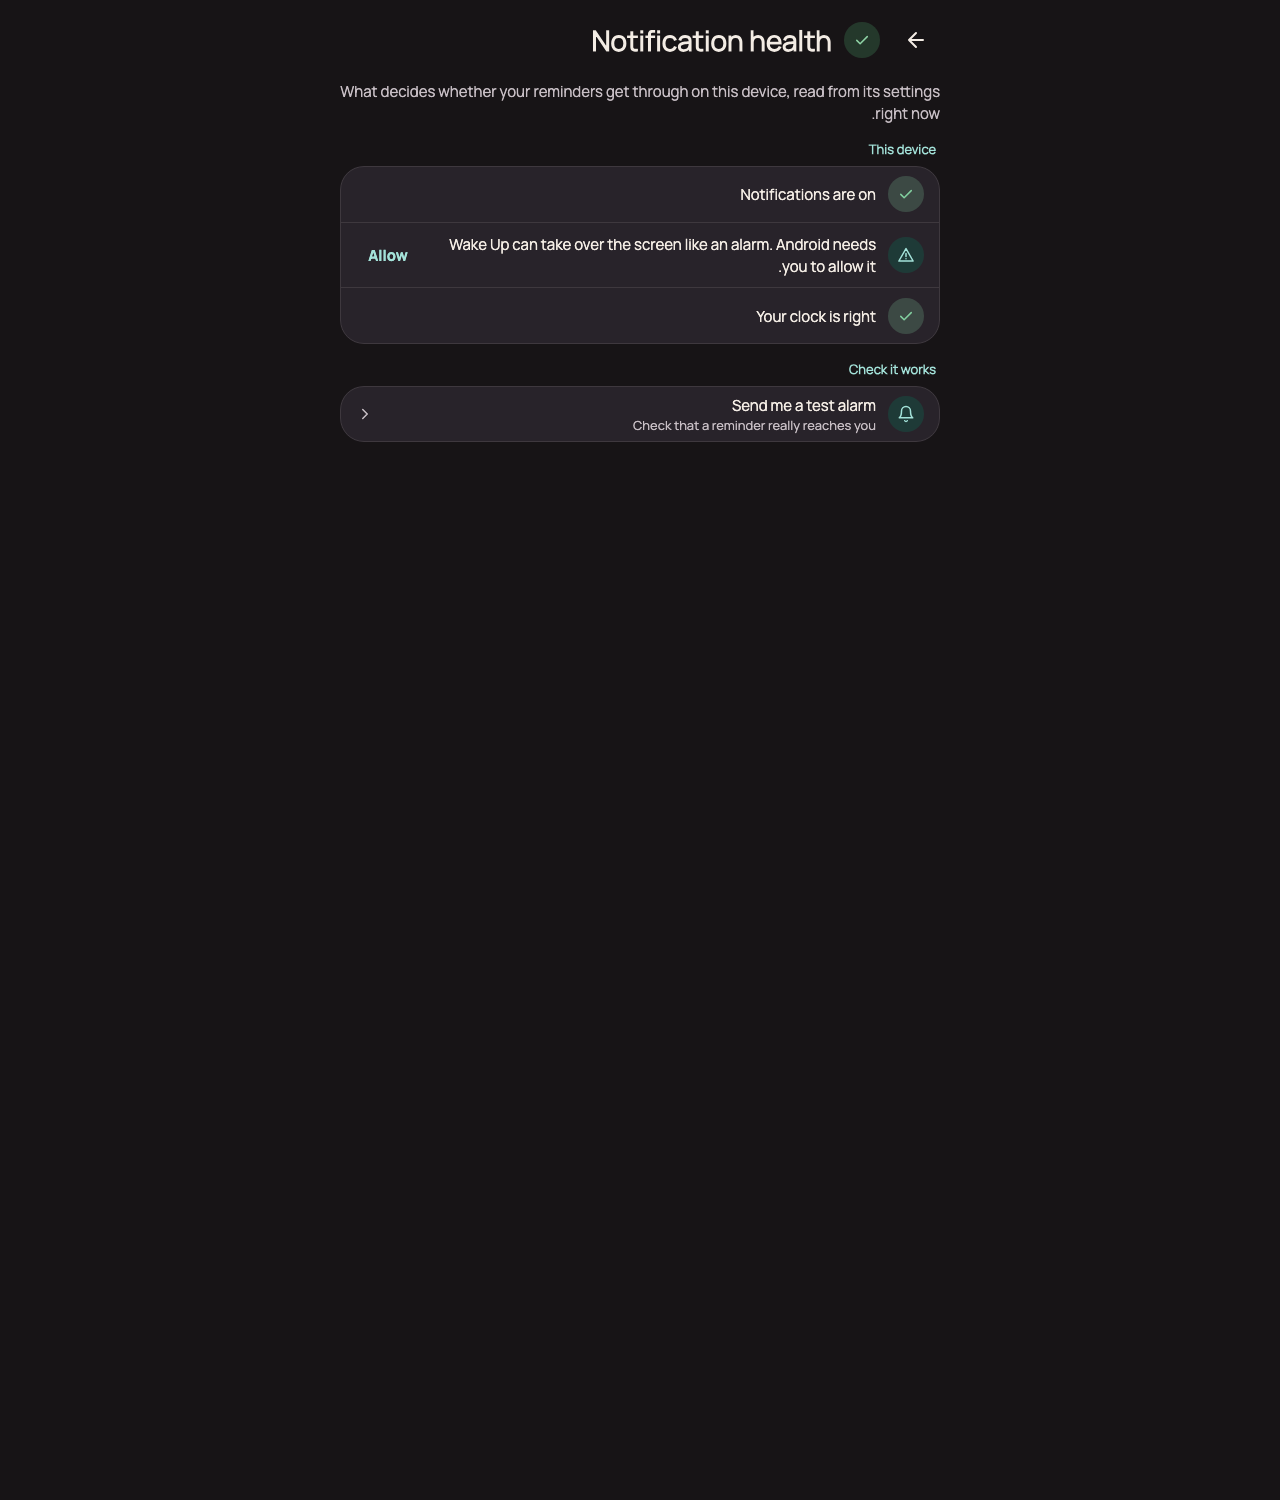 Notification health
What decides whether your reminders get through on this device, read from its settings
.right now
This device
Notifications are on
Wake Up can take over the screen like an alarm. Android needs
.you to allow it
Allow
Your clock is right
Check it works
Send me a test alarm
Check that a reminder really reaches you